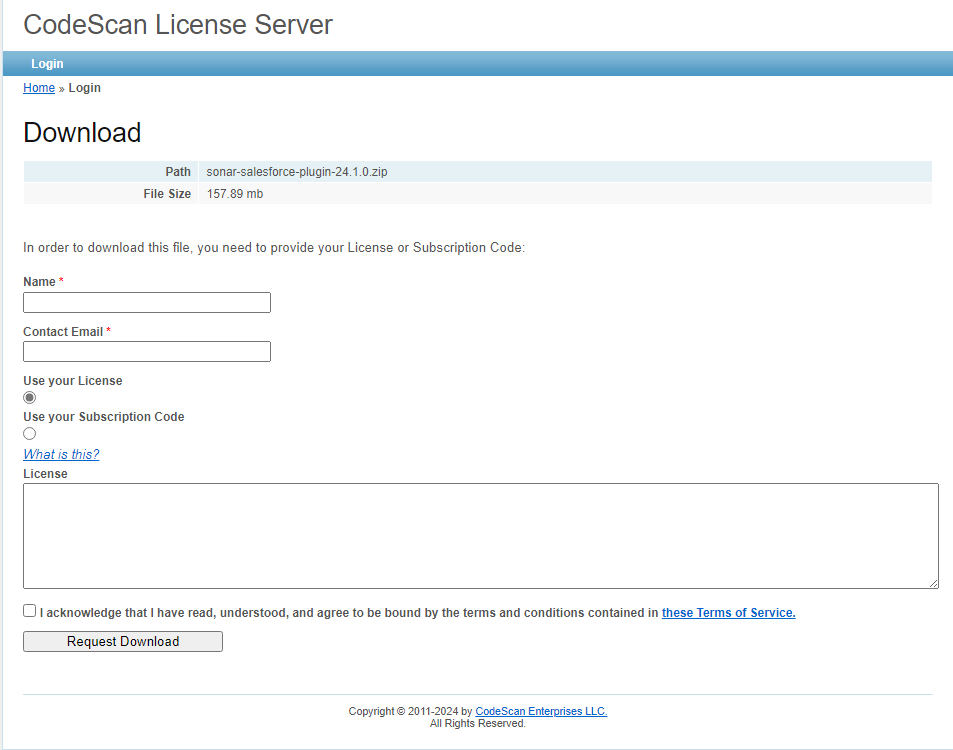 CodeScan License Server
Login
Home » Login
Download
Path sonar-salesforce-plugin-24.1.0.zip
File Size 157.89 mb
In order to download this file, you need to provide your License or Subscription Code:
Name *
Contact Email *
Use your License
Use your Subscription Code
What is this?
License
I acknowledge that I have read, understood, and agree to be bound by the terms and conditions contained in these Terms of Service.
Request Download
Copyright © 2011-2024 by CodeScan Enterprises LLC.
All Rights Reserved.